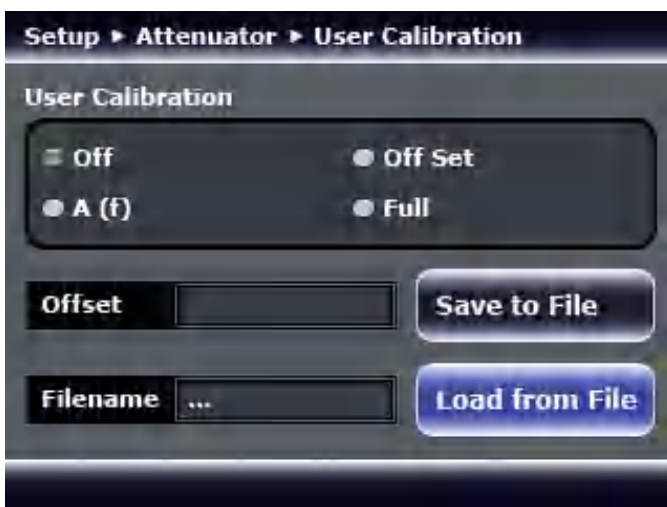 Setup ▸ Attenuator ▸ User Calibration
User Calibration
Off
Off Set
A (f)
Full
Offset
Save to File
Filename ...
Load from File